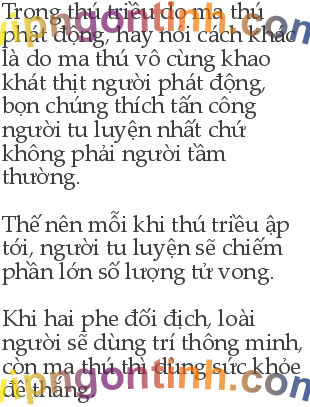 Trong thú triều do ma thú
phát động, hay nói cách khác
là do ma thú vô cùng khao
khát thịt người phát động,
bọn chúng thích tấn công
người tu luyện nhất chứ
không phải người tầm
thường.
Thế nên mỗi khi thú triều ập
tới, người tu luyện sẽ chiếm
phần lớn số lượng tử vong.
Khi hai phe đối địch, loài
người sẽ dùng trí thông minh,
còn ma thú thì dùng sức khỏe
để thắng.